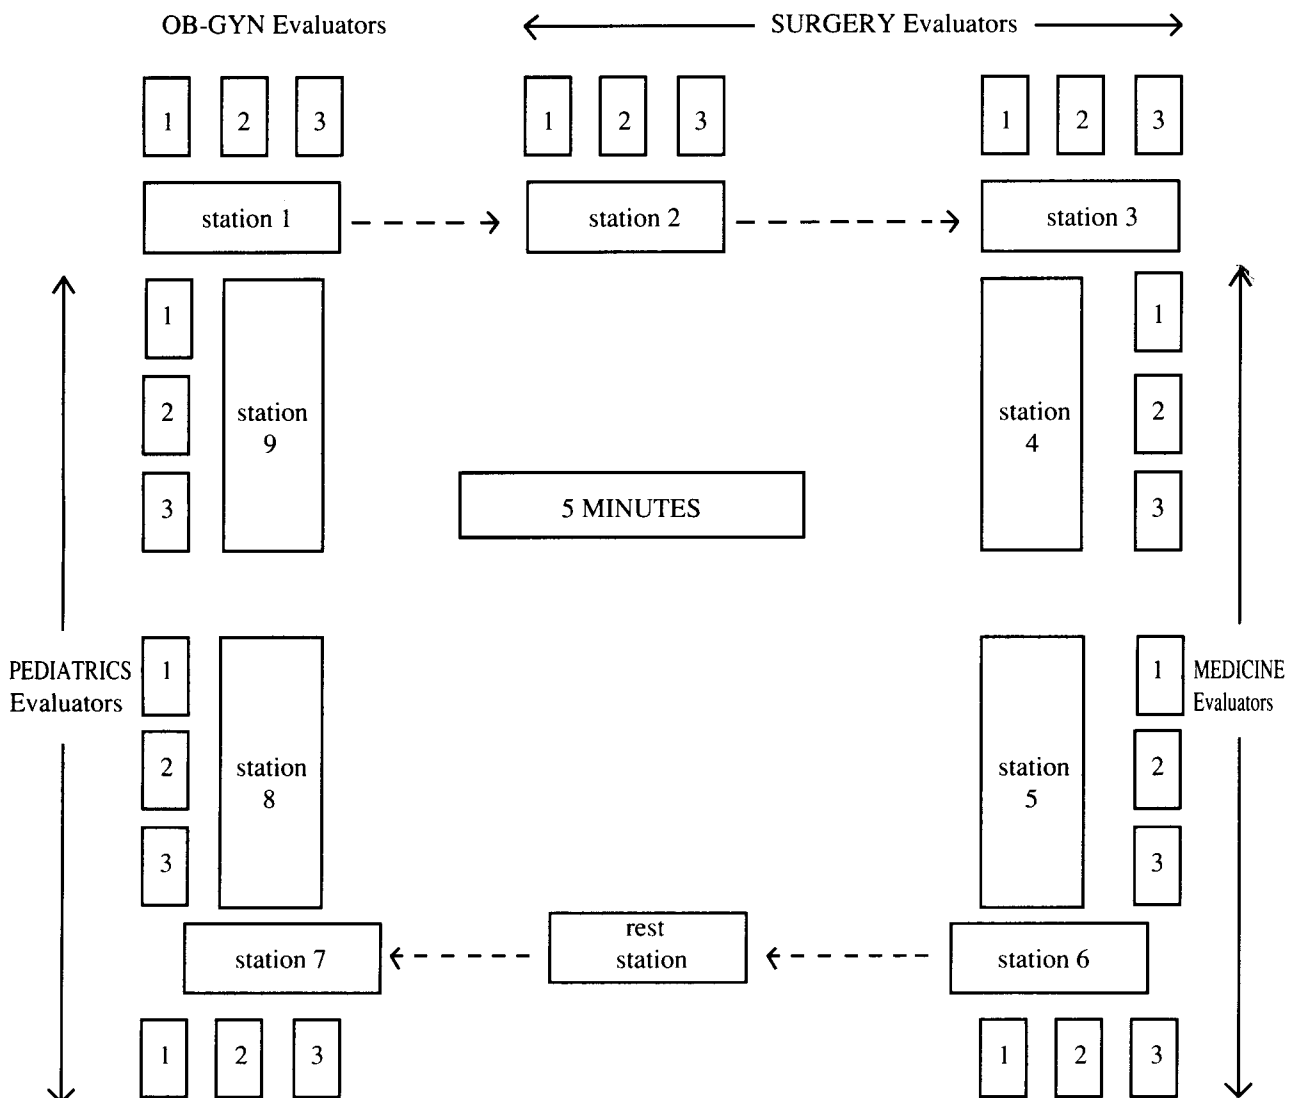 OB-GYN Evaluators
SURGERY Evaluators
1 2 3
1 2 3
1 2 3
station 1
station 2
station 3
1
2
3
station
9
station
4
1
2
3
5 MINUTES
PEDIATRICS
Evaluators
1
2
3
station
8
station
5
1
2
3
MEDICINE
Evaluators
station 7
rest
station
station 6
1 2 3
1 2 3